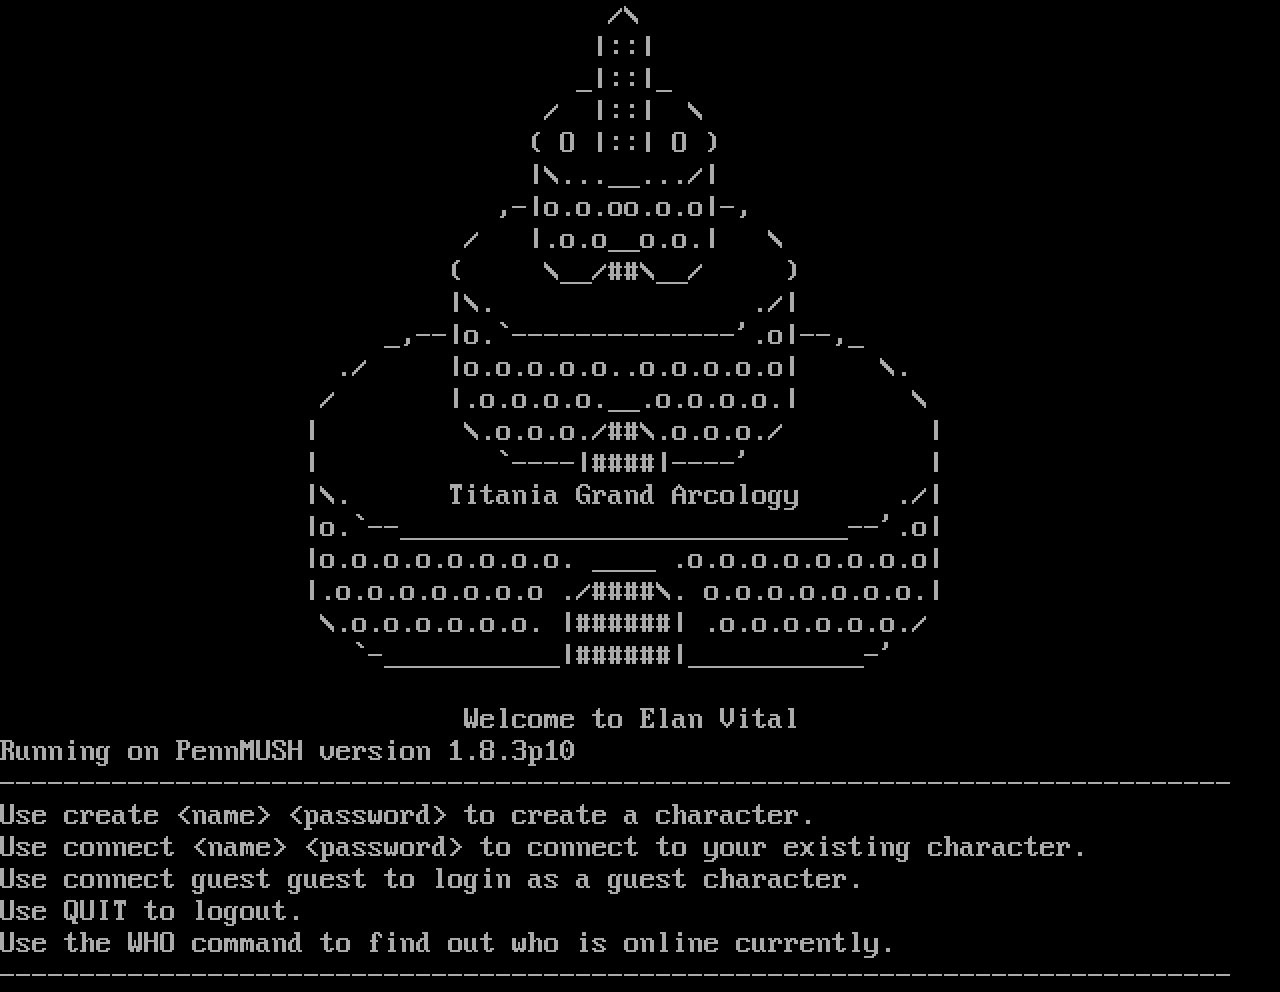 Titania Grand Arcology
Welcome to Elan Vital
Running on PennMUSH version 1.8.3p10
Use create <name> <password> to create a character.
Use connect <name> <password> to connect to your existing character.
Use connect guest guest to login as a guest character.
Use QUIT to logout.
Use the WHO command to find out who is online currently.